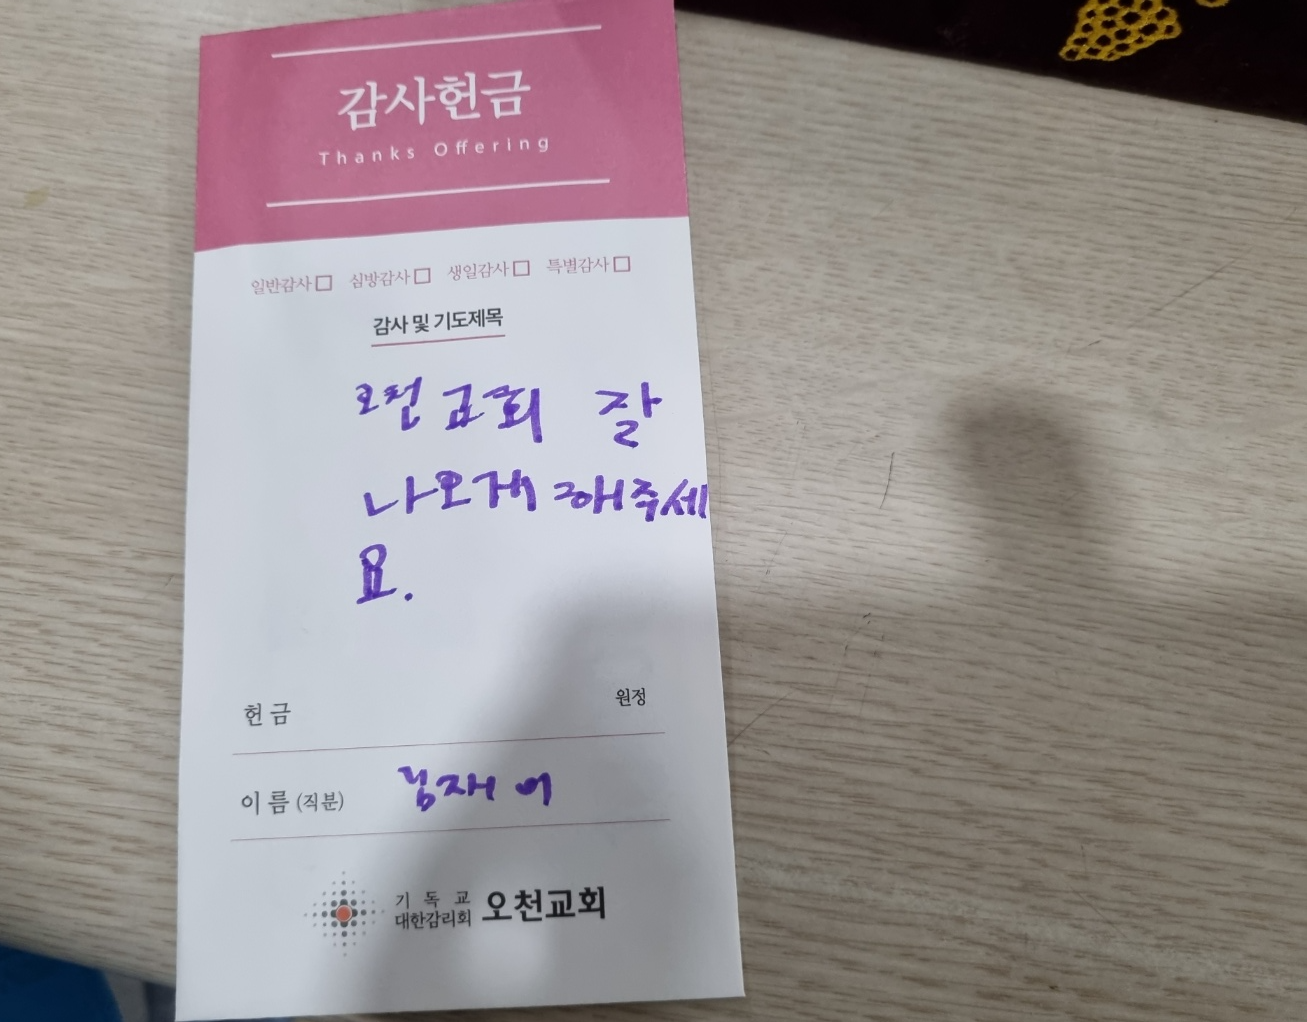 감사헌금
Thanks Offering
일반감사□ 심방감사□ 생일감사□ 특별감사□
감사 및 기도제목
오천교회 잘
나오게 해주세
요.
헌금 원정
이름 (직분)
기독교
대한감리회 오천교회